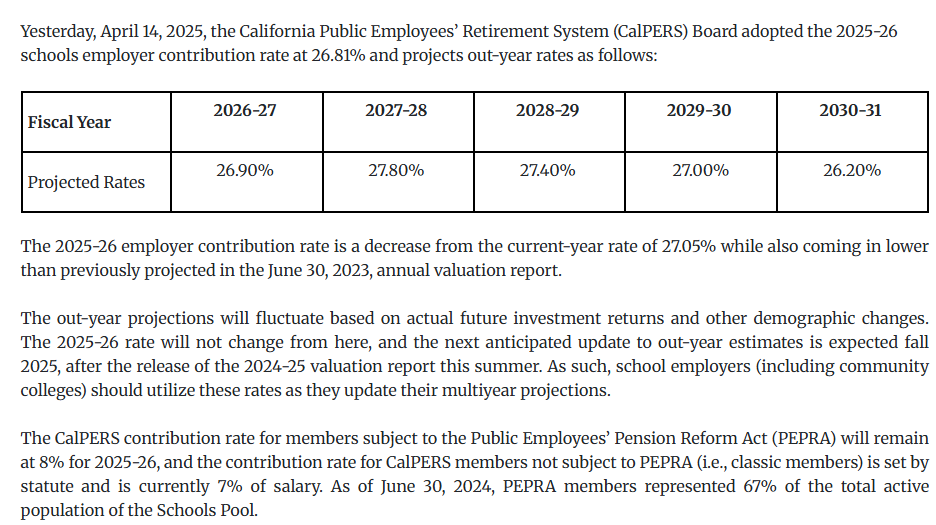 Yesterday, April 14, 2025, the California Public Employees’ Retirement System (CalPERS) Board adopted the 2025-26
schools employer contribution rate at 26.81% and projects out-year rates as follows:
Fiscal Year 2026-27 2027-28 2028-29 2029-30 2030-31
Projected Rates 26.90% 27.80% 27.40% 27.00% 26.20%
The 2025-26 employer contribution rate is a decrease from the current-year rate of 27.05% while also coming in lower
than previously projected in the June 30, 2023, annual valuation report.
The out-year projections will fluctuate based on actual future investment returns and other demographic changes.
The 2025-26 rate will not change from here, and the next anticipated update to out-year estimates is expected fall
2025, after the release of the 2024-25 valuation report this summer. As such, school employers (including community
colleges) should utilize these rates as they update their multiyear projections.
The CalPERS contribution rate for members subject to the Public Employees’ Pension Reform Act (PEPRA) will remain
at 8% for 2025-26, and the contribution rate for CalPERS members not subject to PEPRA (i.e., classic members) is set by
statute and is currently 7% of salary. As of June 30, 2024, PEPRA members represented 67% of the total active
population of the Schools Pool.